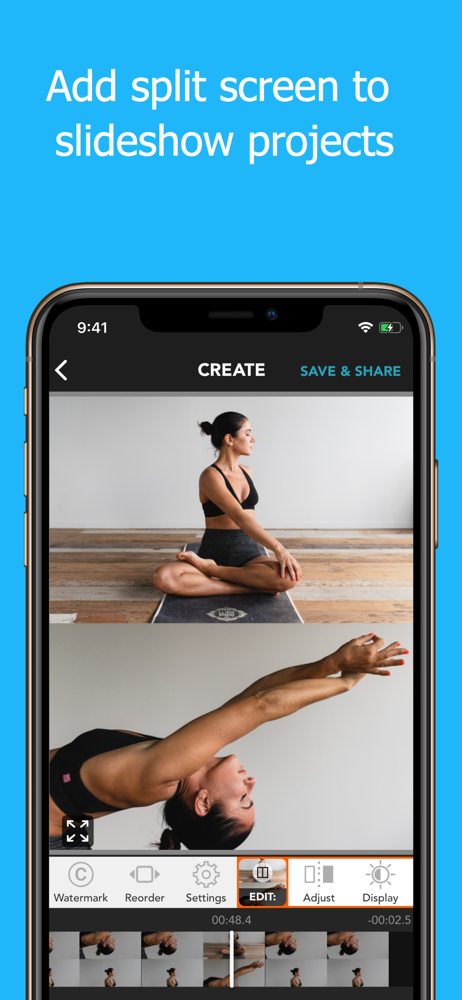 Add split screen to
slideshow projects
9:41
CREATE
SAVE & SHARE
C
Watermark
Reorder
Settings
EDIT:
Adjust
Display
00:48.4
-00:02.5